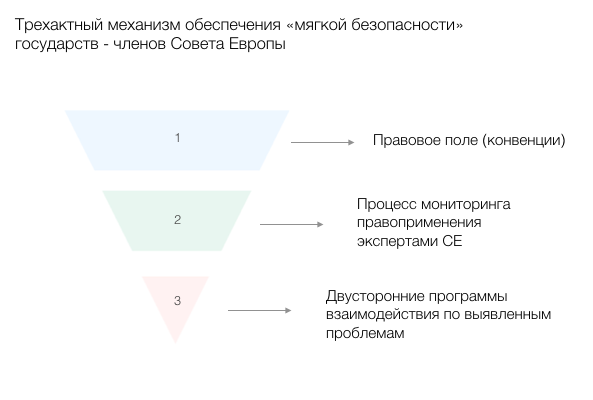 Трехактный механизм обеспечения «мягкой безопасности»
государств - членов Совета Европы
1
Правовое поле (конвенции)
2
Процесс мониторинга
правоприменения
экспертами СЕ
3
Двусторонние программы
взаимодействия по выявленным
проблемам